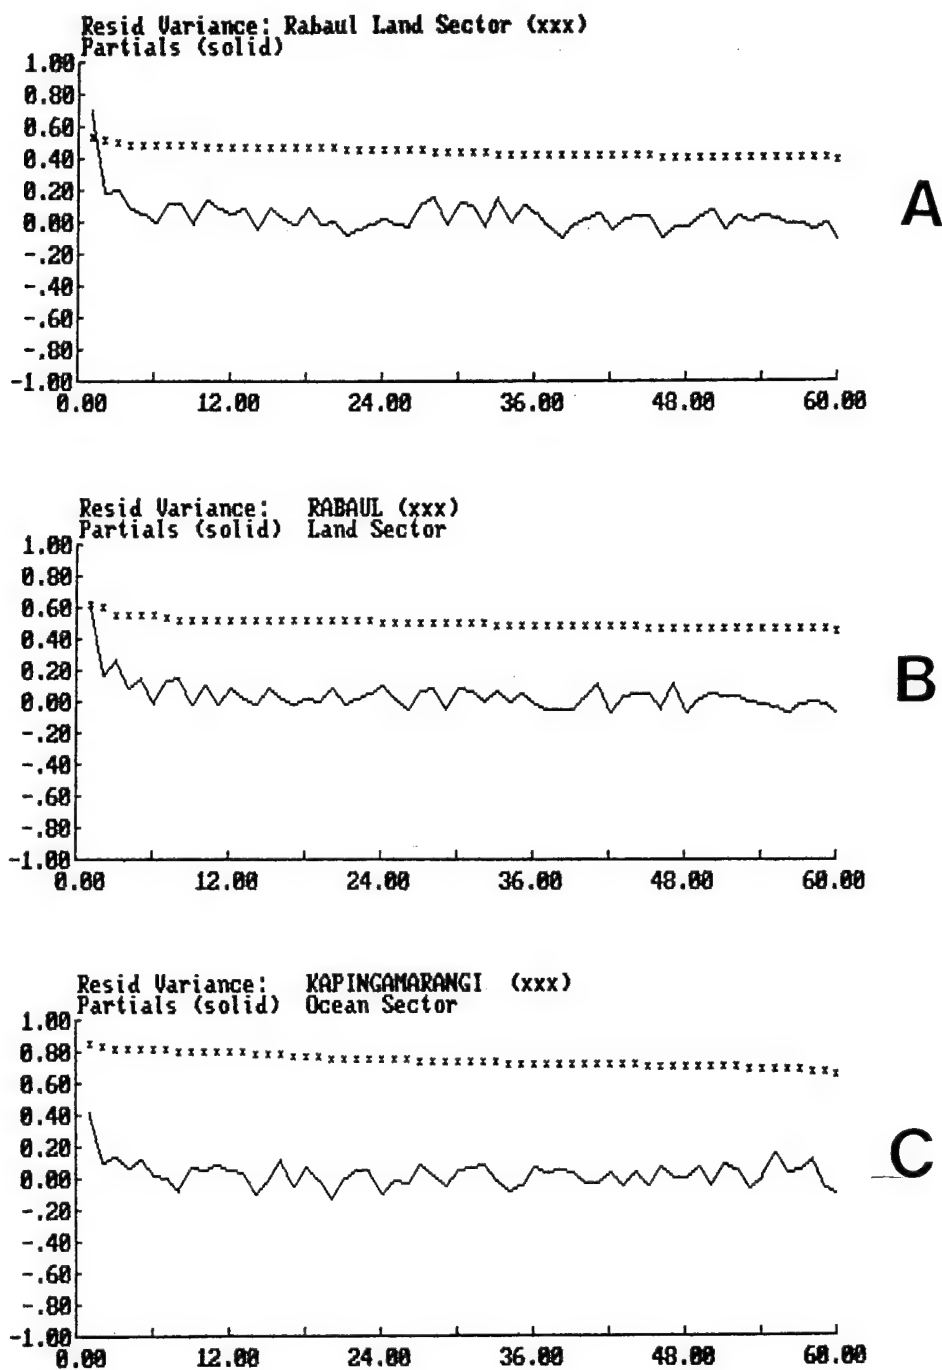 Resid Variance: Rabaul Land Sector (xxx)
Partials (solid)
1.00
0.80
0.60
0.40
0.20
0.00
-.20
-.40
-.60
-.80
-1.00
0.00 12.00 24.00 36.00 48.00 60.00
A
Resid Variance: RABAUL (xxx)
Partials (solid) Land Sector
1.00
0.80
0.60
0.40
0.20
0.00
-.20
-.40
-.60
-.80
-1.00
0.00 12.00 24.00 36.00 48.00 60.00
B
Resid Variance: KAPINGAMARANGI (xxx)
Partials (solid) Ocean Sector
1.00
0.80
0.60
0.40
0.20
0.00
-.20
-.40
-.60
-.80
-1.00
0.00 12.00 24.00 36.00 48.00 60.00
C